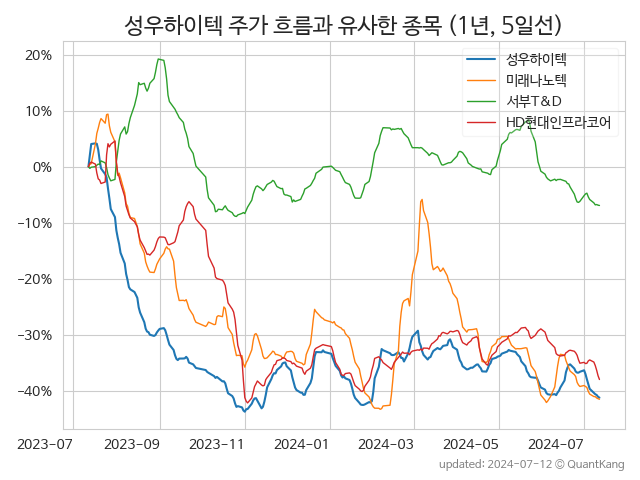 성우하이텍 주가 흐름과 유사한 종목 (1년, 5일선)
성우하이텍
미래나노텍
서부T&D
HD현대인프라코어
20%
10%
0%
−10%
−20%
−30%
−40%
2023-07 2023-09 2023-11 2024-01 2024-03 2024-05 2024-07
updated: 2024-07-12 © QuantKang